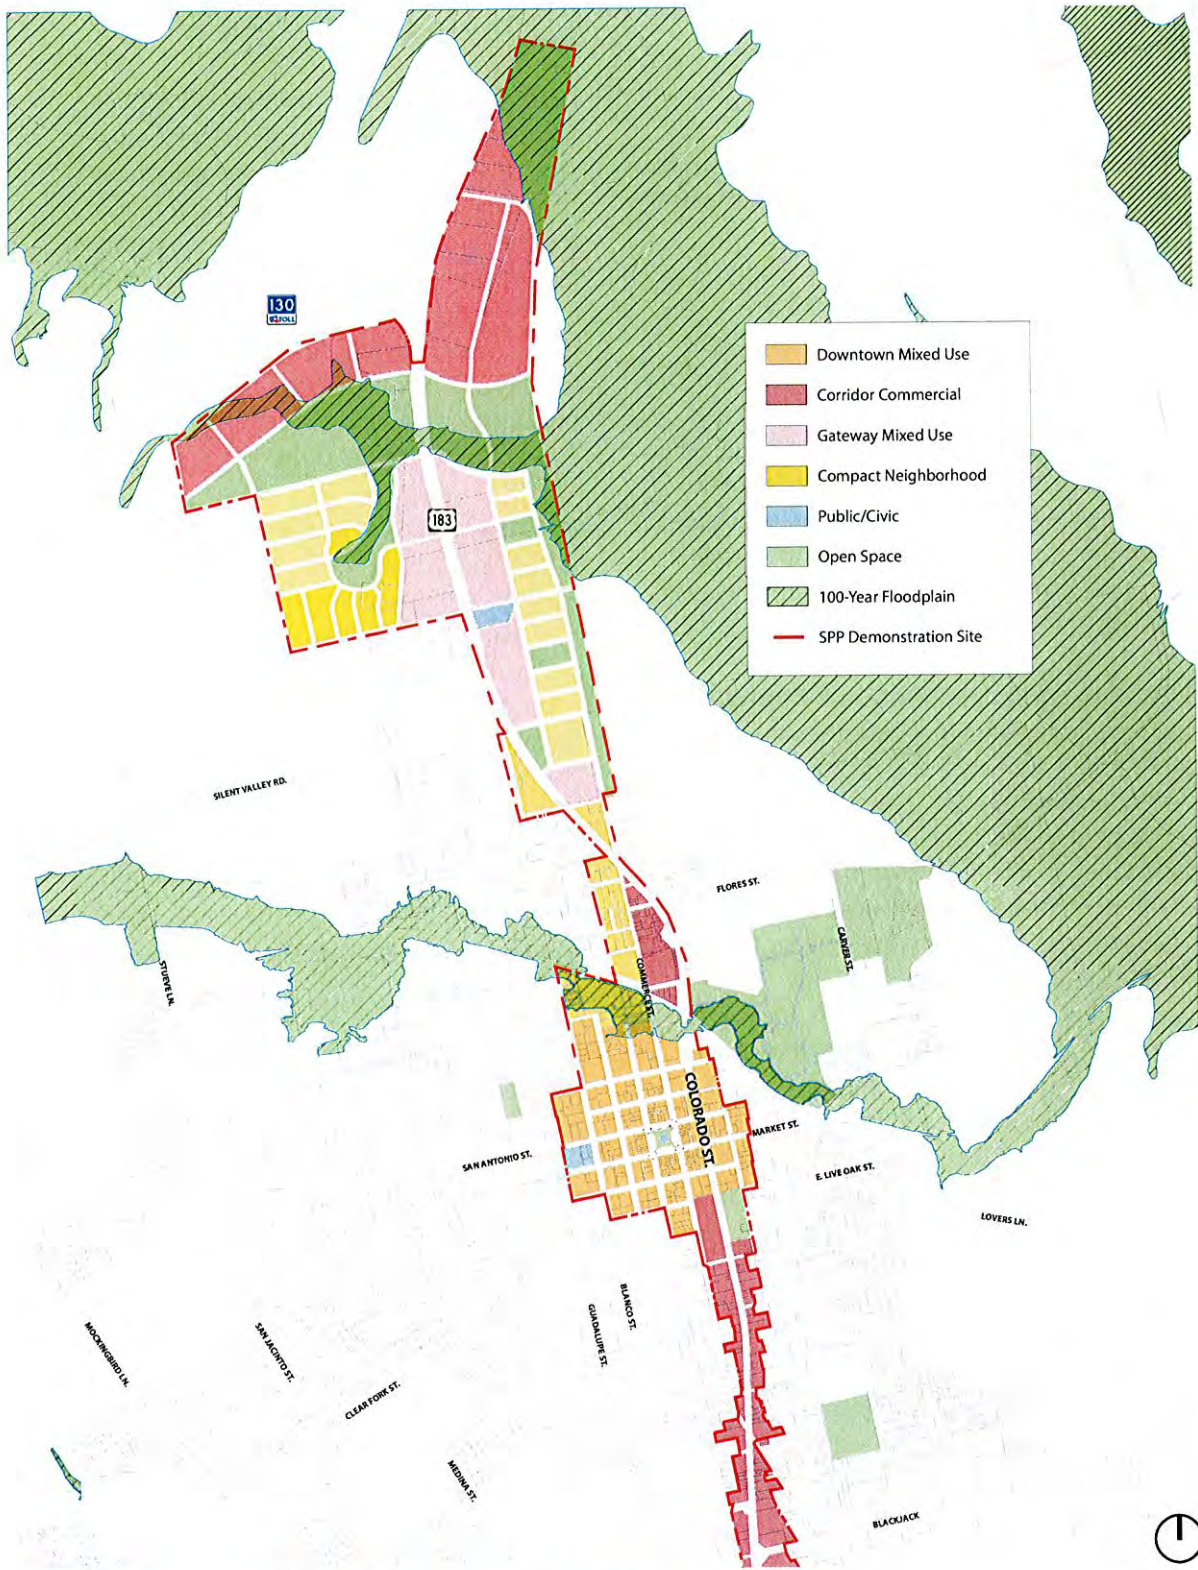 130
TOLL
Downtown Mixed Use
Corridor Commercial
Gateway Mixed Use
Compact Neighborhood
Public/Civic
Open Space
100-Year Floodplain
SPP Demonstration Site
183
SILENT VALLEY RD.
FLORES ST.
CARVER ST.
STUEVE LN.
COMMERCE ST.
COLORADO ST.
MARKET ST.
SAN ANTONIO ST.
E. LIVE OAK ST.
LOVERS LN.
BLANCO ST.
GUADALUPE ST.
MOCKINGBIRD LN.
SAN JACINTO ST.
CLEAR FORK ST.
MEDINA ST.
BLACKJACK